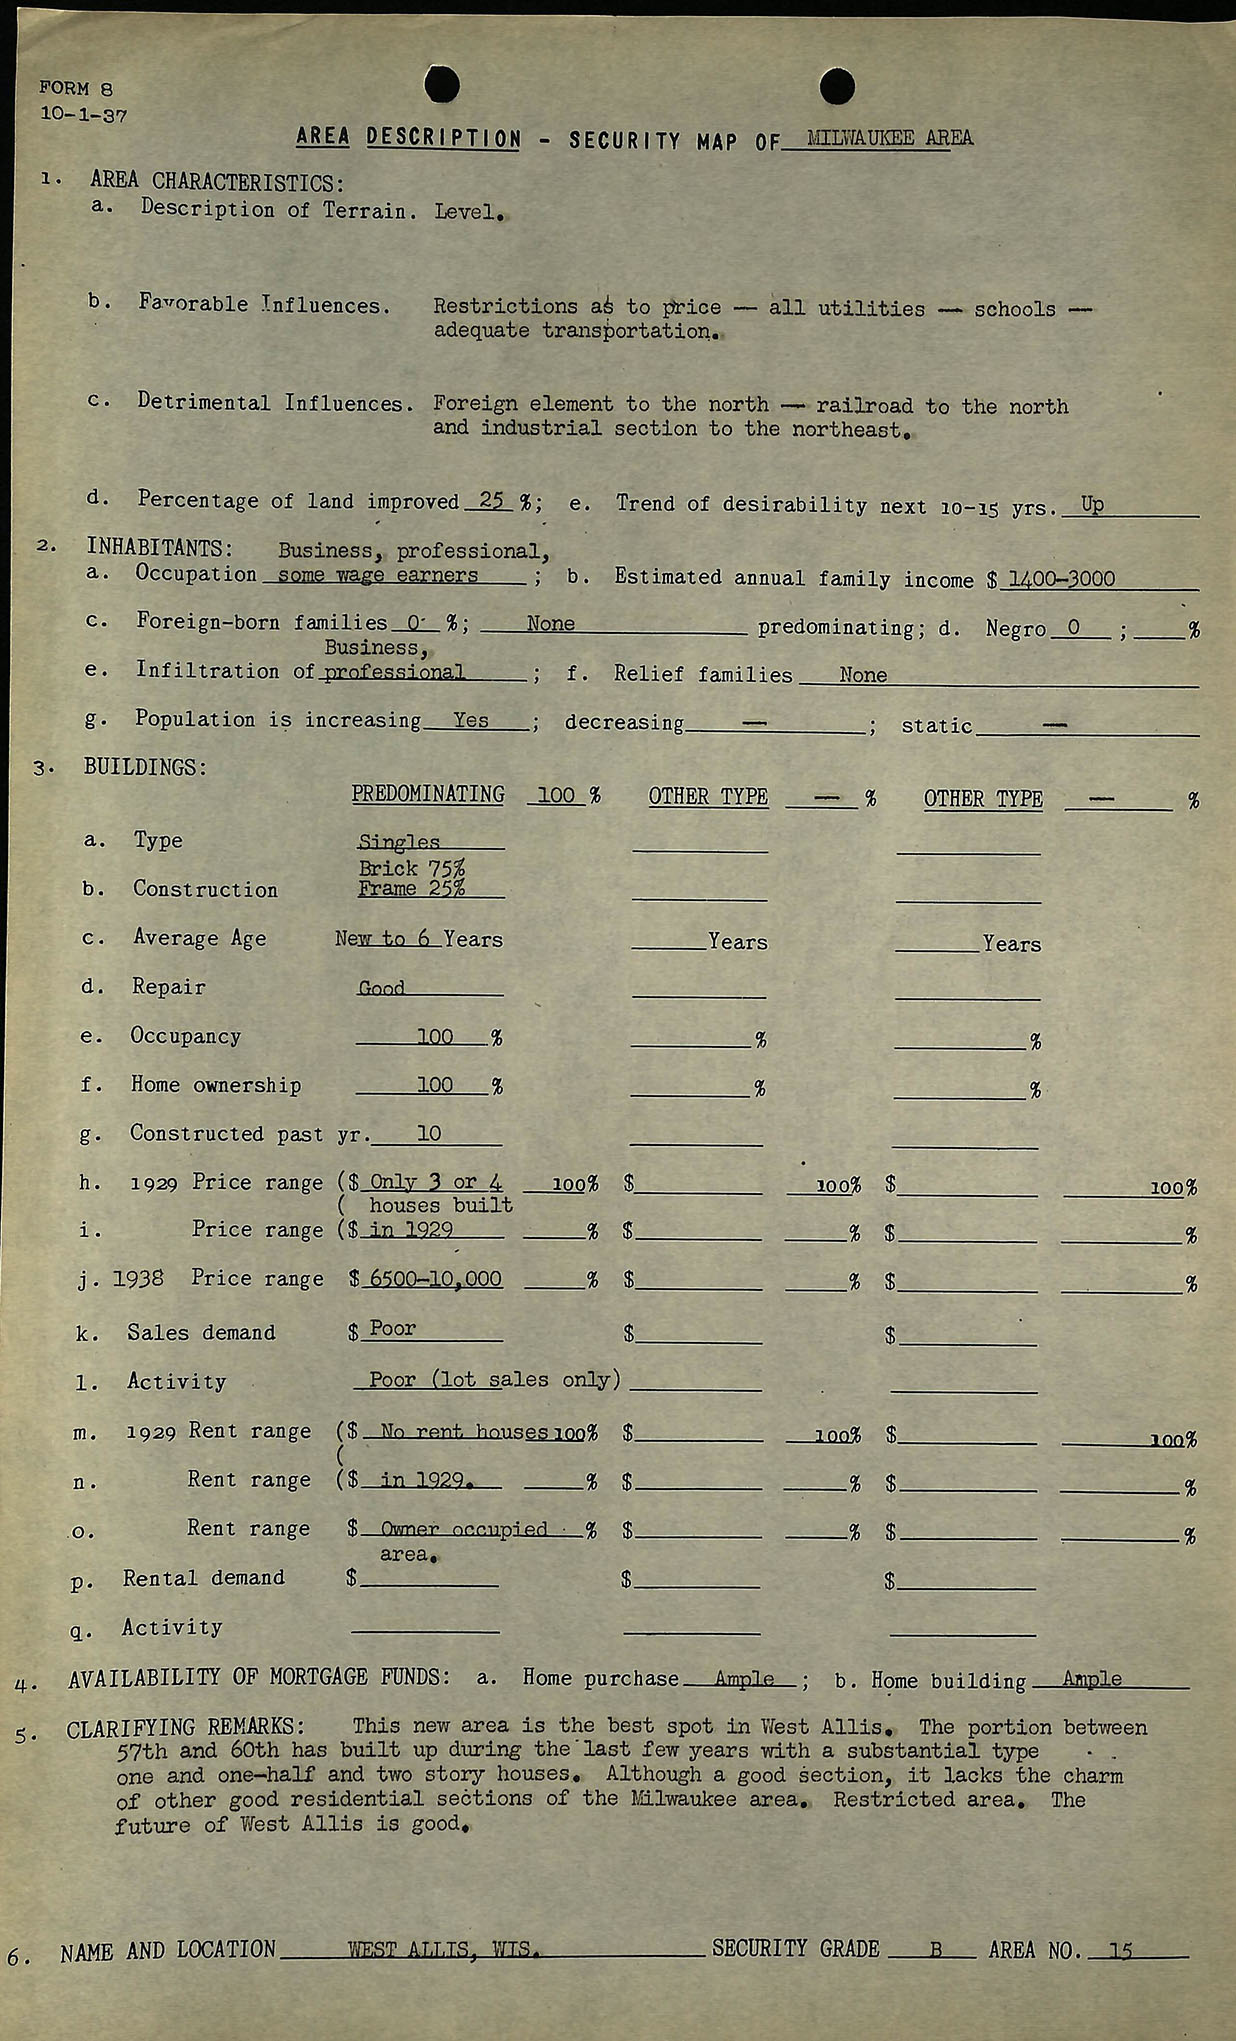 FORM 8
10-1-37
AREA DESCRIPTION - SECURITY MAP OF MILWAUKEE AREA
1. AREA CHARACTERISTICS:
a. Description of Terrain. Level.
b. Favorable Influences. Restrictions as to price — all utilities — schools —
adequate transportation.
c. Detrimental Influences. Foreign element to the north — railroad to the north
and industrial section to the northeast.
d. Percentage of land improved 25 %; e. Trend of desirability next 10-15 yrs. Up
2. INHABITANTS: Business, professional,
a. Occupation some wage earners ; b. Estimated annual family income $ 1400-3000
c. Foreign-born families 0 %; None predominating; d. Negro 0 ; %
Business,
e. Infiltration of professional ; f. Relief families None
g. Population is increasing Yes ; decreasing — ; static —
3. BUILDINGS:
PREDOMINATING 100 % OTHER TYPE — % OTHER TYPE — %
a. Type Singles
Brick 75%
b. Construction Frame 25%
c. Average Age New to 6 Years Years Years
d. Repair Good
e. Occupancy 100 % % %
f. Home ownership 100 % % %
g. Constructed past yr. 10
h. 1929 Price range ($ Only 3 or 4 100% $ 100% $ 100%
( houses built
i. Price range ($ in 1929 % $ % $ %
j. 1938 Price range $ 6500-10,000 % $ % $ %
k. Sales demand $ Poor $ $
l. Activity Poor (lot sales only)
m. 1929 Rent range ($ No rent houses 100% $ 100% $ 100%
(
n. Rent range ($ in 1929. % $ % $ %
o. Rent range $ Owner occupied % $ % $ %
area.
p. Rental demand $ $ $
q. Activity
4. AVAILABILITY OF MORTGAGE FUNDS: a. Home purchase Ample ; b. Home building Ample
5. CLARIFYING REMARKS: This new area is the best spot in West Allis. The portion between
57th and 60th has built up during the last few years with a substantial type
one and one-half and two story houses. Although a good section, it lacks the charm
of other good residential sections of the Milwaukee area. Restricted area. The
future of West Allis is good.
6. NAME AND LOCATION WEST ALLIS, WIS. SECURITY GRADE B AREA NO. 15